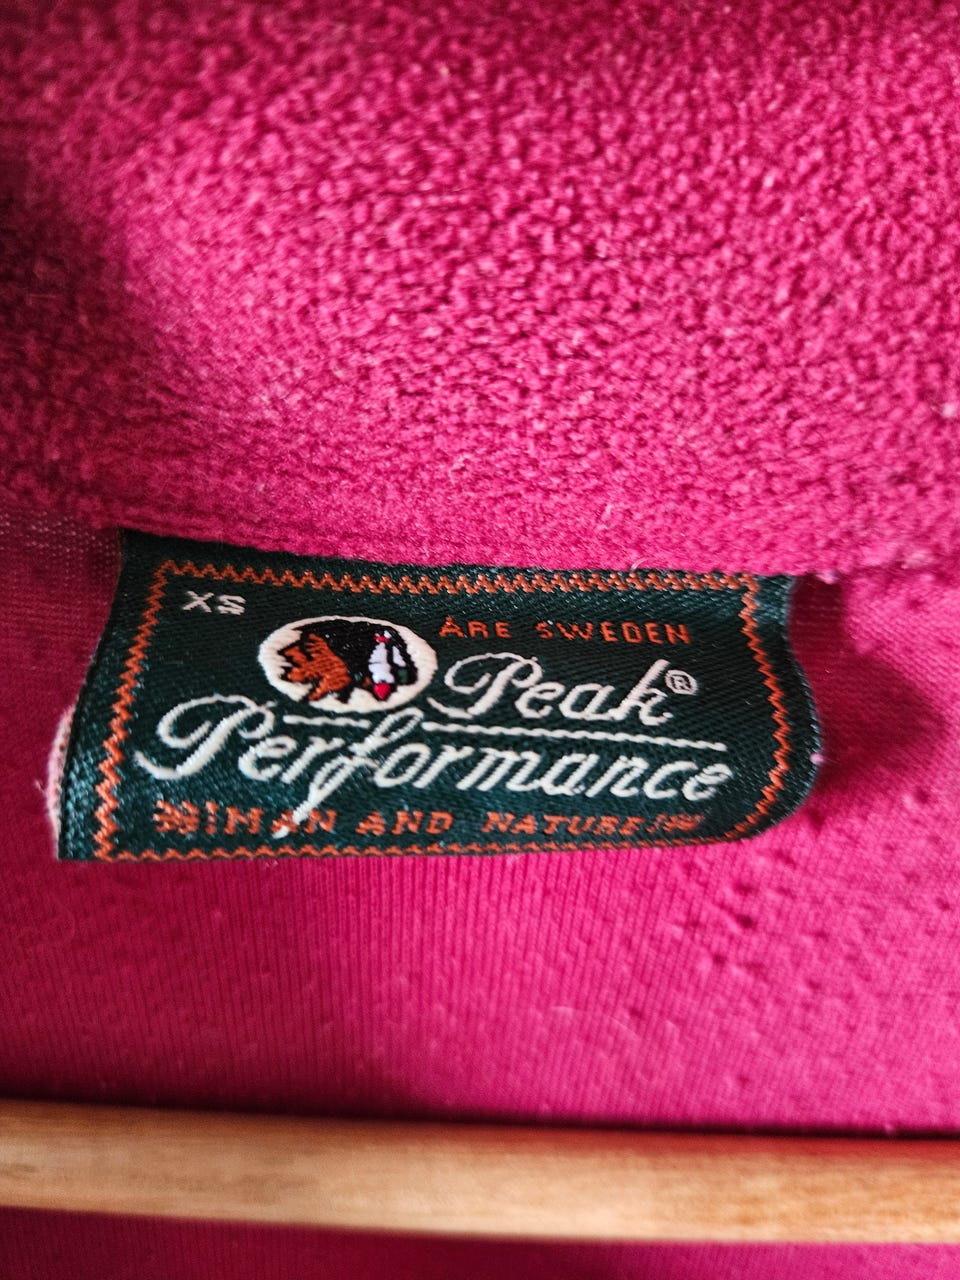 XS
ÅRE SWEDEN
Peak®
Performance
MAN AND NATURE